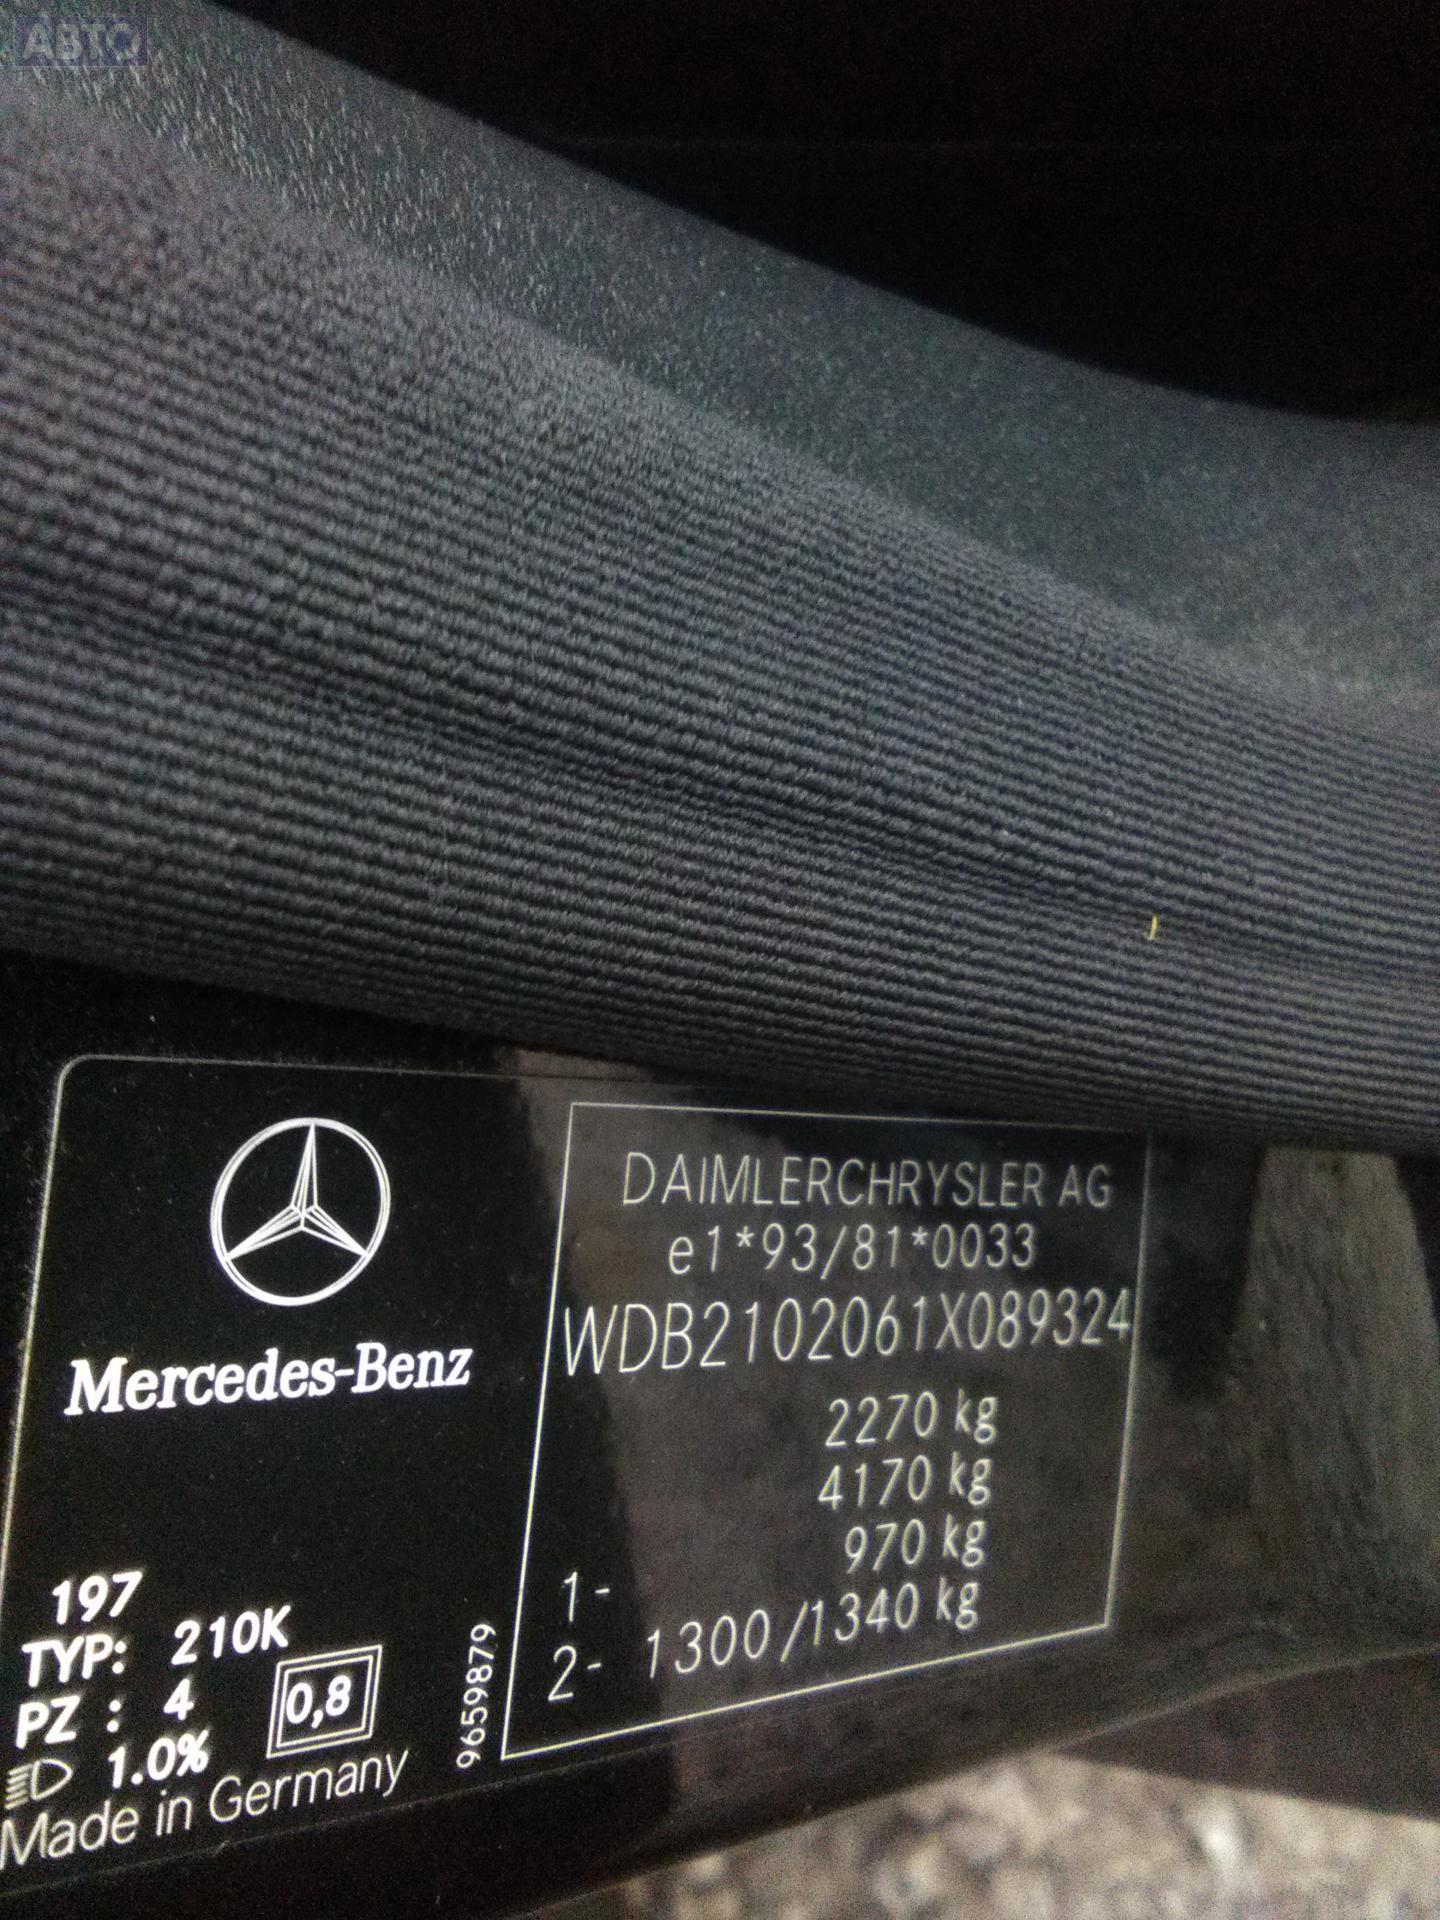 АВТО
Mercedes-Benz
197
TYP: 210K
PZ : 4
0,8
1.0%
Made in Germany
9659879
DAIMLERCHRYSLER AG
e1*93/81*0033
WDB2102061X089324
2270 kg
4170 kg
1- 970 kg
2- 1300/1340 kg